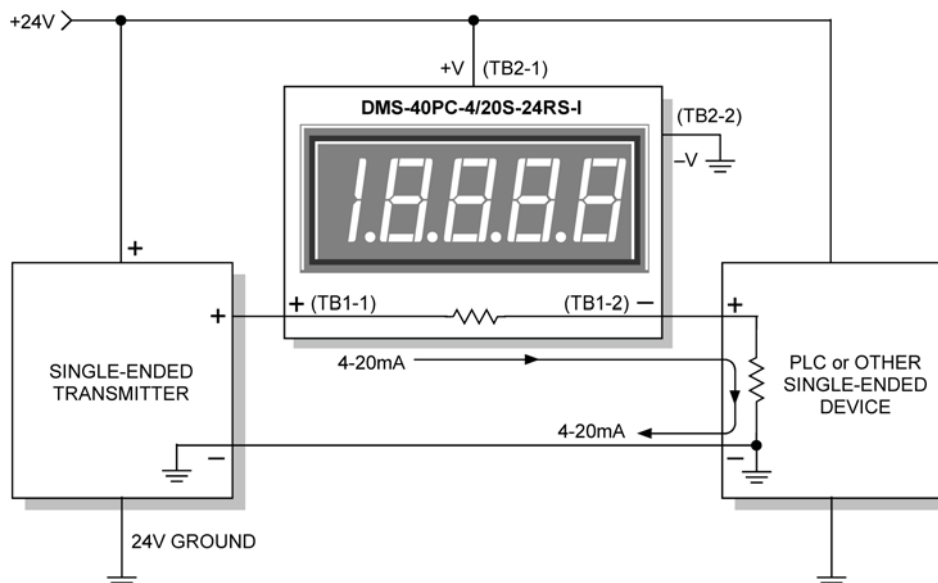 +24V
+V (TB2-1)
DMS-40PC-4/20S-24RS-I
(TB2-2)
–V
1.8.8.8.8
+
+
+ (TB1-1)
(TB1-2) –
+
SINGLE-ENDED
TRANSMITTER
4-20mA
PLC or OTHER
SINGLE-ENDED
DEVICE
4-20mA
–
–
24V GROUND